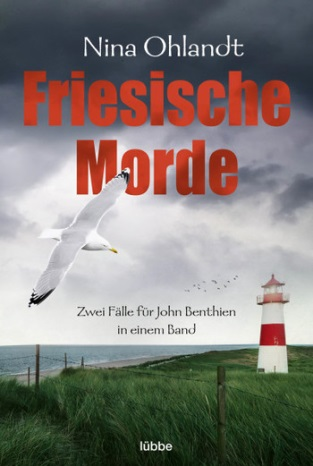 Nina Ohlandt
Friesische
Morde
Zwei Fälle für John Benthien
in einem Band
lübbe